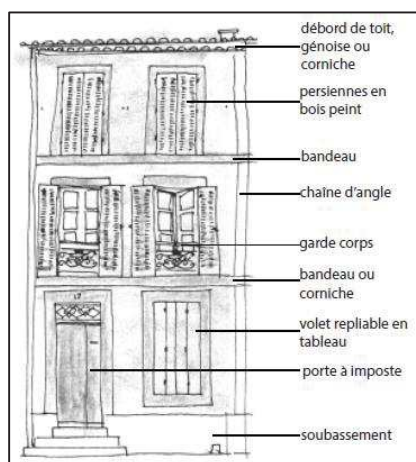 débord de toit,
génoise ou
corniche
persiennes en
bois peint
bandeau
chaîne d'angle
garde corps
bandeau ou
corniche
volet repliable en
tableau
porte à imposte
soubassement